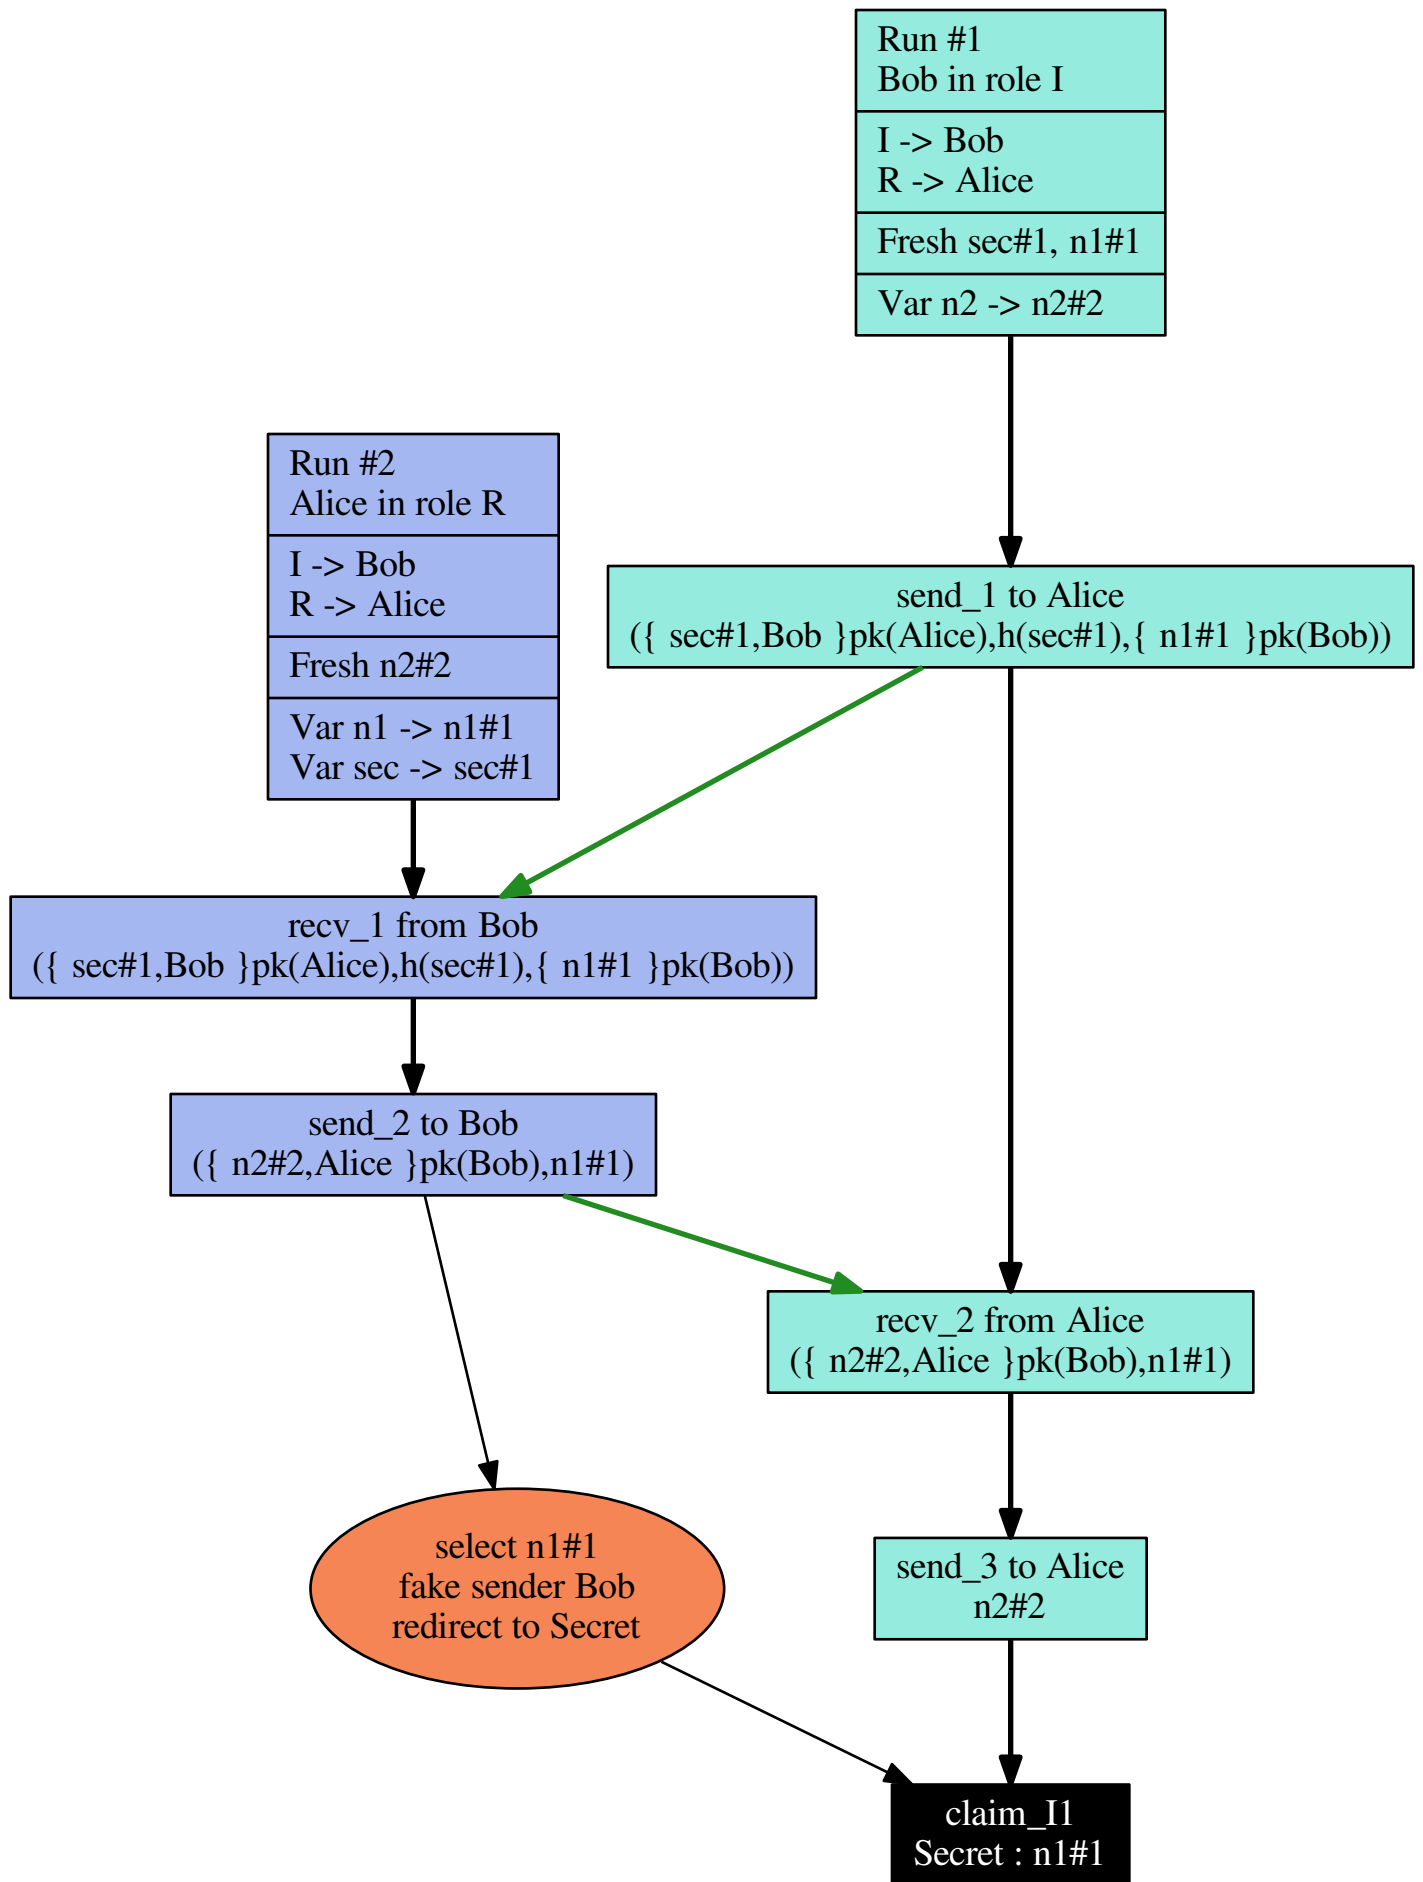 Run #1
Bob in role I
I -> Bob
R -> Alice
Fresh sec#1, n1#1
Var n2 -> n2#2
Run #2
Alice in role R
I -> Bob
R -> Alice
Fresh n2#2
Var n1 -> n1#1
Var sec -> sec#1
send_1 to Alice
({ sec#1,Bob }pk(Alice),h(sec#1),{ n1#1 }pk(Bob))
recv_1 from Bob
({ sec#1,Bob }pk(Alice),h(sec#1),{ n1#1 }pk(Bob))
send_2 to Bob
({ n2#2,Alice }pk(Bob),n1#1)
recv_2 from Alice
({ n2#2,Alice }pk(Bob),n1#1)
select n1#1
fake sender Bob
redirect to Secret
send_3 to Alice
n2#2
claim_I1
Secret : n1#1